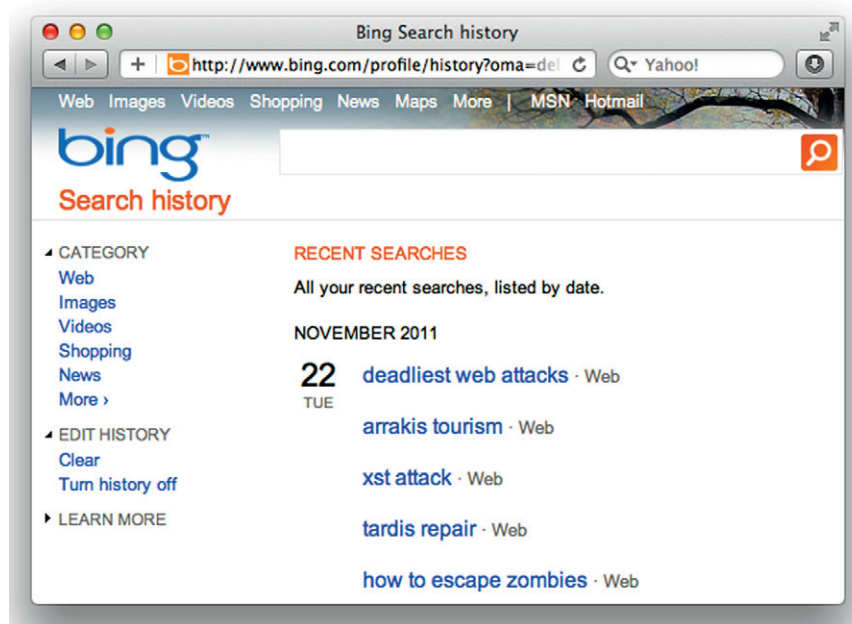 Bing Search history
http://www.bing.com/profile/history?oma=del
Yahoo!
Web Images Videos Shopping News Maps More | MSN Hotmail
bing™
Search history
CATEGORY
Web
Images
Videos
Shopping
News
More ›
EDIT HISTORY
Clear
Turn history off
LEARN MORE
RECENT SEARCHES
All your recent searches, listed by date.
NOVEMBER 2011
22 deadliest web attacks · Web
TUE
arrakis tourism · Web
xst attack · Web
tardis repair · Web
how to escape zombies · Web